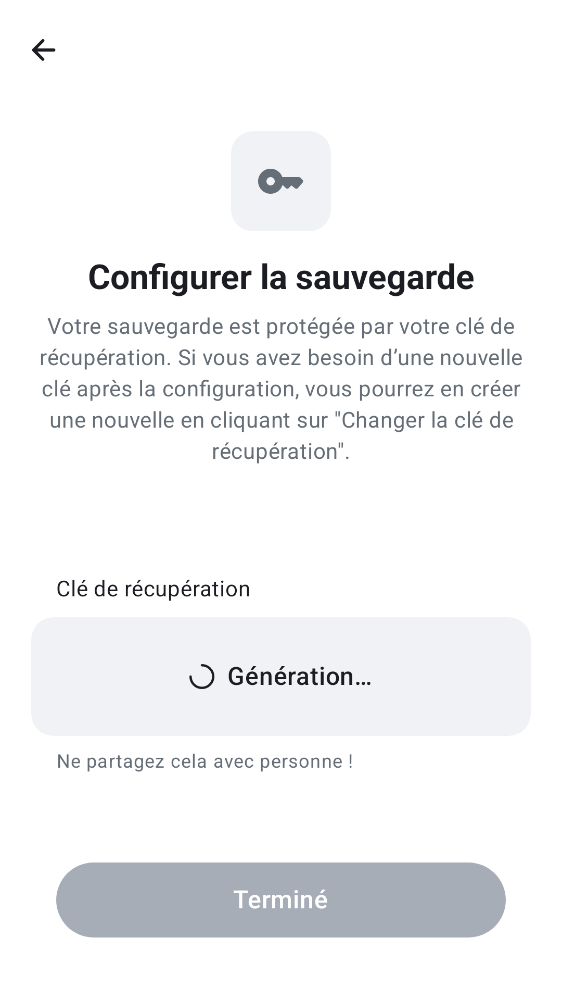 Configurer la sauvegarde
Votre sauvegarde est protégée par votre clé de
récupération. Si vous avez besoin d’une nouvelle
clé après la configuration, vous pourrez en créer
une nouvelle en cliquant sur "Changer la clé de
récupération".
Clé de récupération
Génération…
Ne partagez cela avec personne !
Terminé